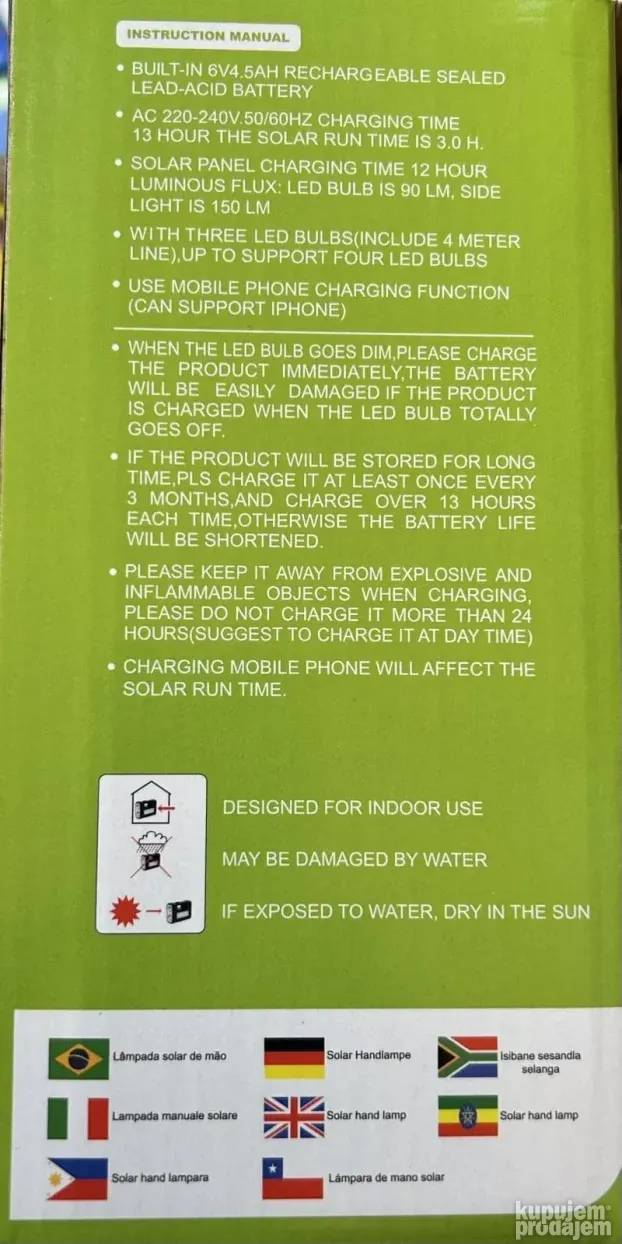 INSTRUCTION MANUAL
• BUILT-IN 6V4.5AH RECHARGEABLE SEALED
LEAD-ACID BATTERY
• AC 220-240V.50/60HZ CHARGING TIME
13 HOUR THE SOLAR RUN TIME IS 3.0 H.
• SOLAR PANEL CHARGING TIME 12 HOUR
LUMINOUS FLUX: LED BULB IS 90 LM, SIDE
LIGHT IS 150 LM
• WITH THREE LED BULBS(INCLUDE 4 METER
LINE),UP TO SUPPORT FOUR LED BULBS
• USE MOBILE PHONE CHARGING FUNCTION
(CAN SUPPORT IPHONE)
• WHEN THE LED BULB GOES DIM,PLEASE CHARGE
THE PRODUCT IMMEDIATELY,THE BATTERY
WILL BE EASILY DAMAGED IF THE PRODUCT
IS CHARGED WHEN THE LED BULB TOTALLY
GOES OFF.
• IF THE PRODUCT WILL BE STORED FOR LONG
TIME,PLS CHARGE IT AT LEAST ONCE EVERY
3 MONTHS,AND CHARGE OVER 13 HOURS
EACH TIME,OTHERWISE THE BATTERY LIFE
WILL BE SHORTENED.
• PLEASE KEEP IT AWAY FROM EXPLOSIVE AND
INFLAMMABLE OBJECTS WHEN CHARGING,
PLEASE DO NOT CHARGE IT MORE THAN 24
HOURS(SUGGEST TO CHARGE IT AT DAY TIME)
• CHARGING MOBILE PHONE WILL AFFECT THE
SOLAR RUN TIME.
DESIGNED FOR INDOOR USE
MAY BE DAMAGED BY WATER
IF EXPOSED TO WATER, DRY IN THE SUN
Lâmpada solar de mão
Solar Handlampe
Isibane sesandla
selanga
Lampada manuale solare
Solar hand lamp
Solar hand lamp
Solar hand lampara
Lámpara de mano solar
kupujem
prodajem